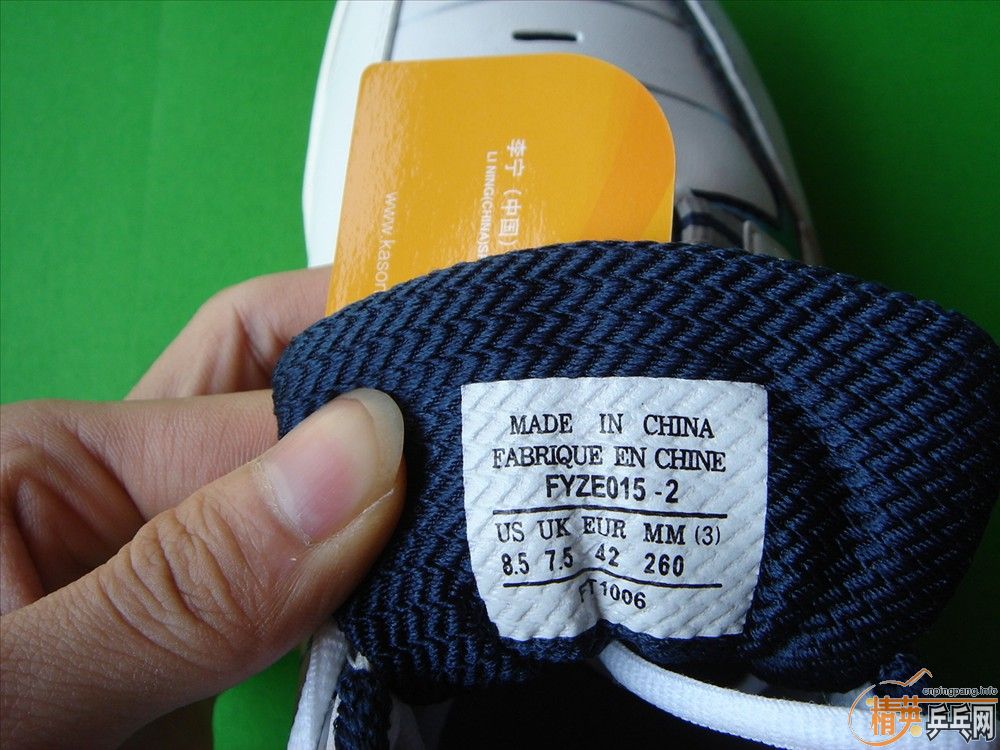 李宁（中国）
LI NING(CHINA)S
www.kason
MADE IN CHINA
FABRIQUE EN CHINE
FYZE015-2
US UK EUR MM (3)
8.5 7.5 42 260
FT1006
cnpingpang.info
精英乒乓网